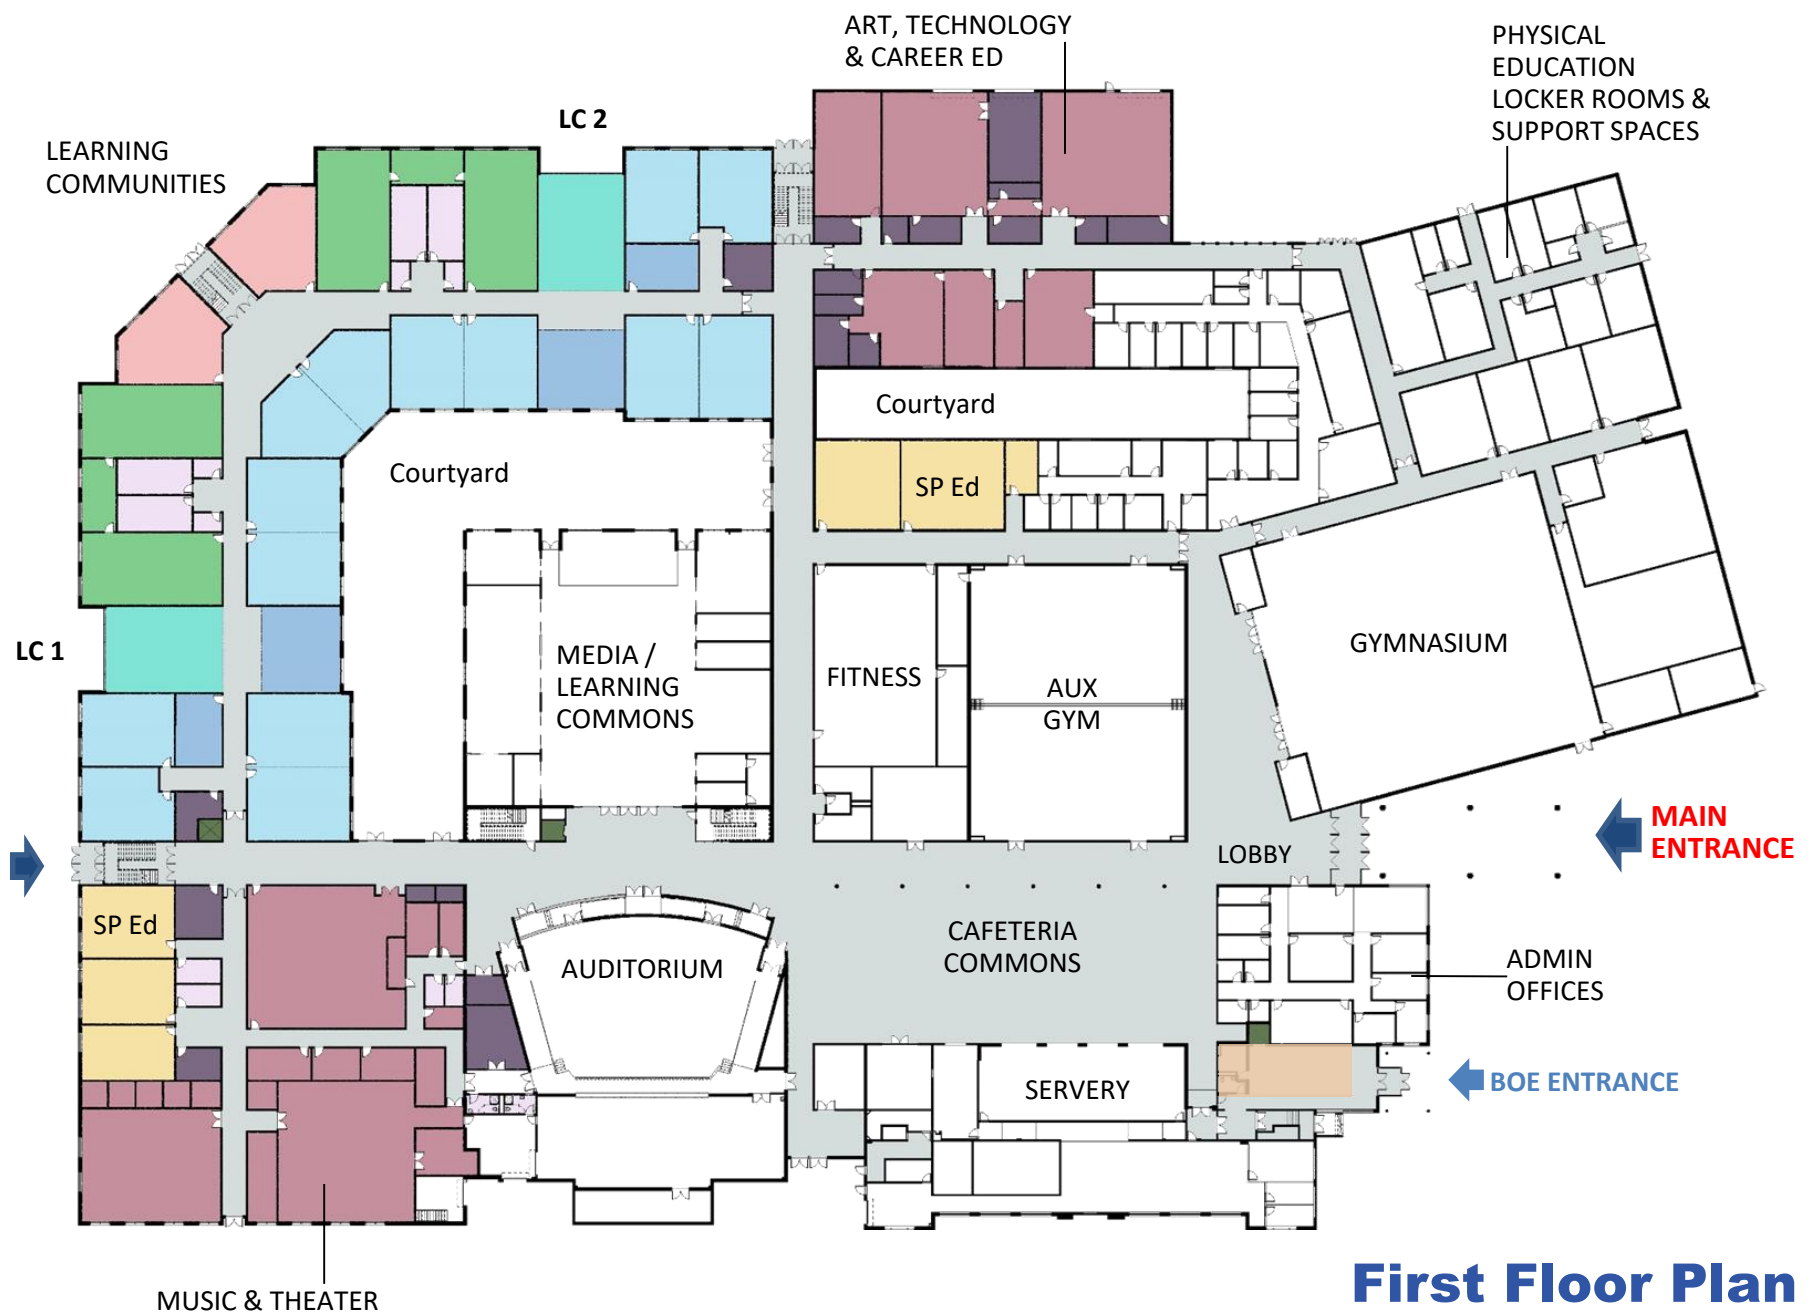 ART, TECHNOLOGY
& CAREER ED
PHYSICAL
EDUCATION
LOCKER ROOMS &
SUPPORT SPACES
LC 2
LEARNING
COMMUNITIES
Courtyard
Courtyard
SP Ed
LC 1
MEDIA /
LEARNING
COMMONS
FITNESS
AUX
GYM
GYMNASIUM
MAIN
ENTRANCE
LOBBY
SP Ed
AUDITORIUM
CAFETERIA
COMMONS
ADMIN
OFFICES
SERVERY
BOE ENTRANCE
MUSIC & THEATER
First Floor Plan